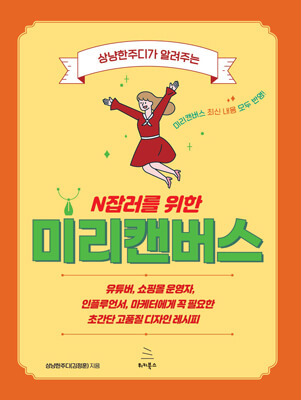 상냥한주디가 알려주는
미리캔버스 최신 내용 모두 반영!
N잡러를 위한
미리캔버스
유튜버, 쇼핑몰 운영자,
인플루언서, 마케터에게 꼭 필요한
초간단 고품질 디자인 레시피
상냥한주디(김정훈) 지음
위키북스